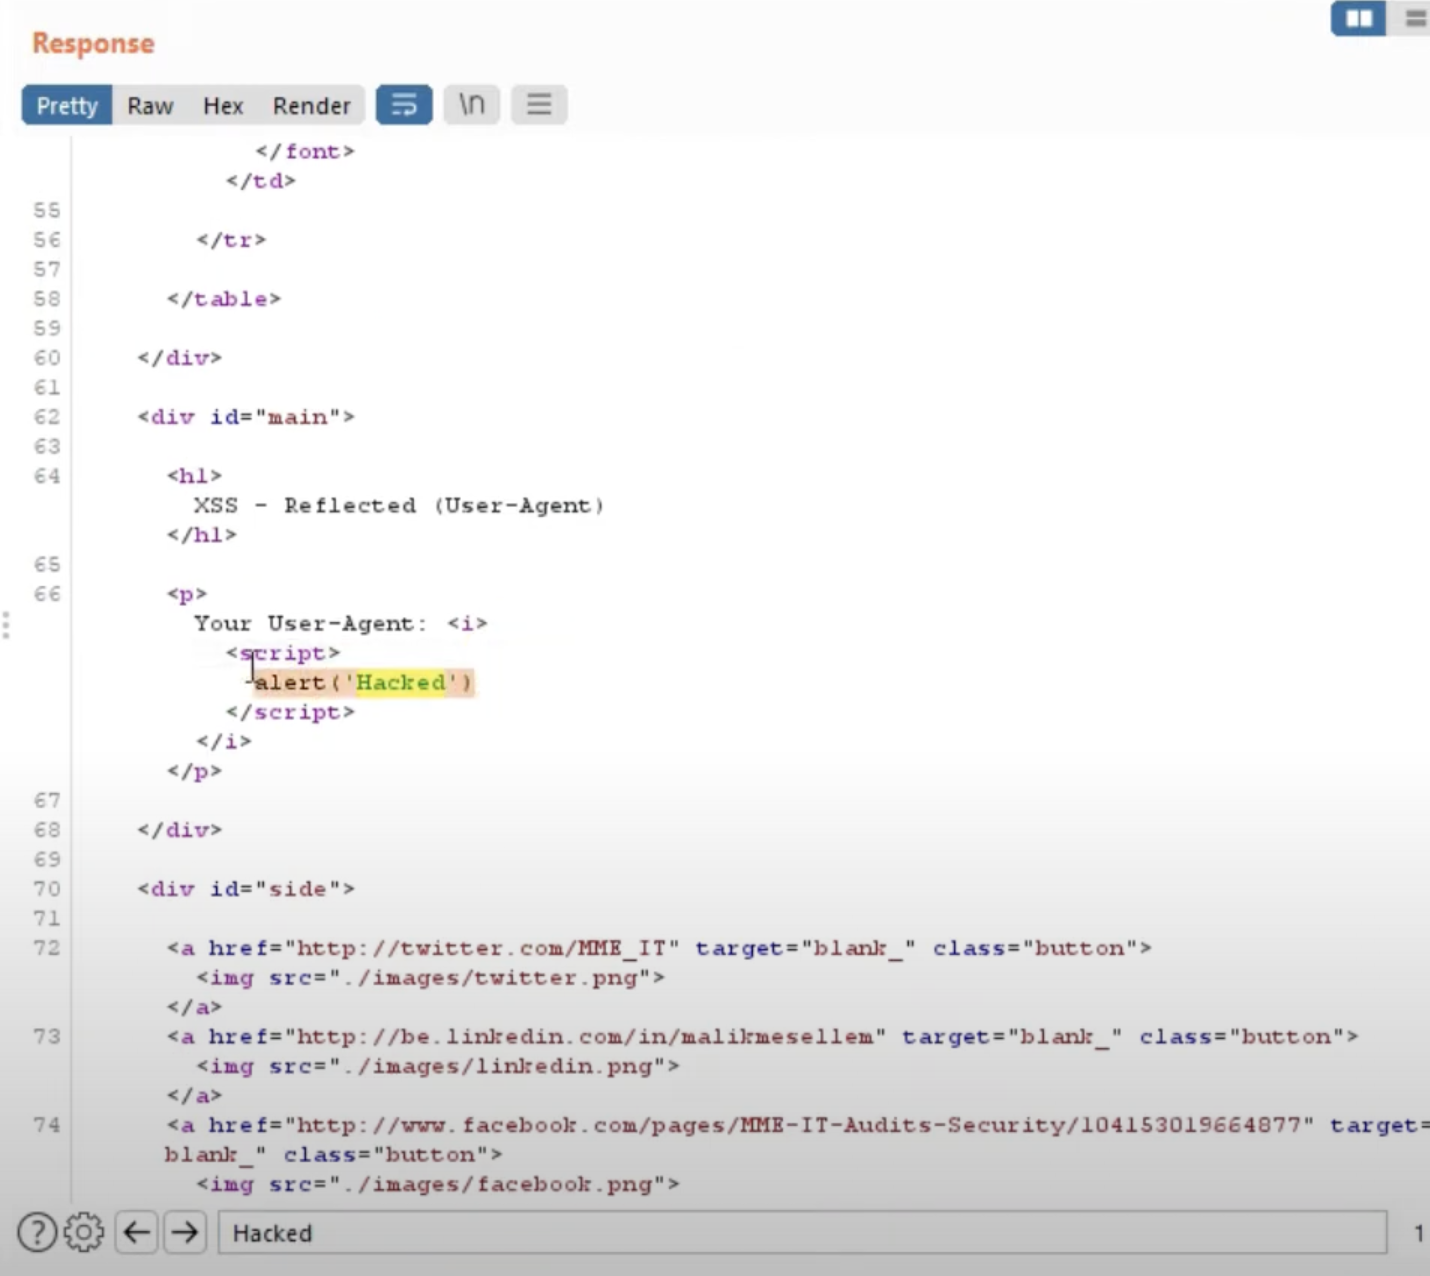 Response
Pretty Raw Hex Render \n
</font>
</td>
55
56 </tr>
57
58 </table>
59
60 </div>
61
62 <div id="main">
63
64 <h1>
XSS - Reflected (User-Agent)
</h1>
65
66 <p>
Your User-Agent: <i>
<script>
alert('Hacked')
</script>
</i>
</p>
67
68 </div>
69
70 <div id="side">
71
72 <a href="http://twitter.com/MME_IT" target="blank_" class="button">
<img src="./images/twitter.png">
</a>
73 <a href="http://be.linkedin.com/in/malikmesellem" target="blank_" class="button">
<img src="./images/linkedin.png">
</a>
74 <a href="http://www.facebook.com/pages/MME-IT-Audits-Security/104153019664877" target=
blank_" class="button">
<img src="./images/facebook.png">
? Hacked 1